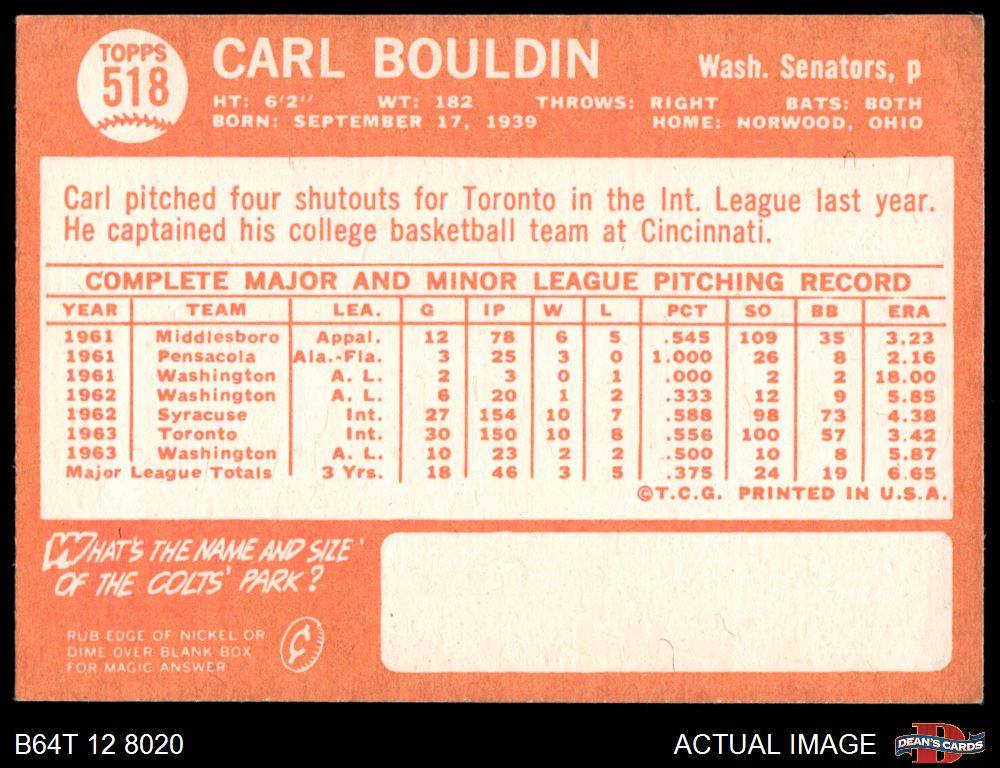 TOPPS
518
CARL BOULDIN
Wash. Senators, p
HT: 6'2" WT: 182 THROWS: RIGHT BATS: BOTH
BORN: SEPTEMBER 17, 1939 HOME: NORWOOD, OHIO
Carl pitched four shutouts for Toronto in the Int. League last year.
He captained his college basketball team at Cincinnati.
COMPLETE MAJOR AND MINOR LEAGUE PITCHING RECORD
YEAR TEAM LEA. G IP W L PCT SO BB ERA
1961 Middlesboro Appal. 12 78 6 5 .545 109 35 3.23
1961 Pensacola Ala.-Fla. 3 25 3 0 1.000 26 8 2.16
1961 Washington A. L. 2 3 0 1 .000 2 2 18.00
1962 Washington A. L. 6 20 1 2 .333 12 9 5.85
1962 Syracuse Int. 27 154 10 7 .588 98 73 4.38
1963 Toronto Int. 30 150 10 8 .556 100 57 3.42
1963 Washington A. L. 10 23 2 2 .500 10 8 5.87
Major League Totals 3 Yrs. 18 46 3 5 .375 24 19 6.65
©T.C.G. PRINTED IN U.S.A.
WHAT'S THE NAME AND SIZE
OF THE COLTS' PARK?
RUB EDGE OF NICKEL OR
DIME OVER BLANK BOX
FOR MAGIC ANSWER
B64T 12 8020
ACTUAL IMAGE
D
DEAN'S CARDS